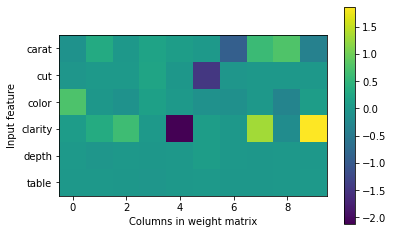 carat
cut
color
clarity
depth
table
Input feature
0
2
4
6
8
Columns in weight matrix
1.5
1.0
0.5
0.0
−0.5
−1.0
−1.5
−2.0